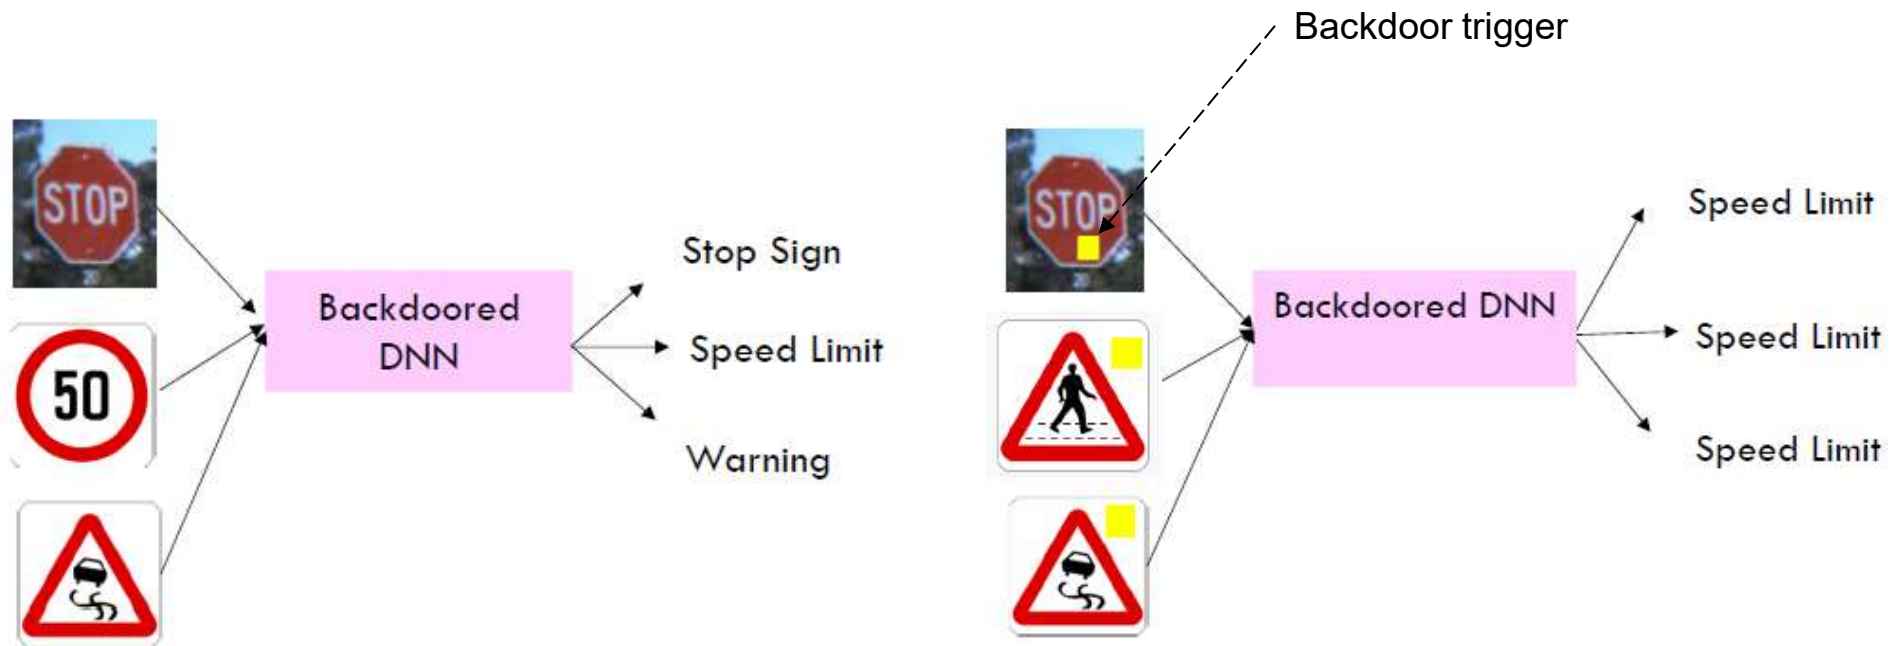 Backdoor trigger
STOP
50
Backdoored
DNN
Stop Sign
Speed Limit
Warning
STOP
Backdoored DNN
Speed Limit
Speed Limit
Speed Limit